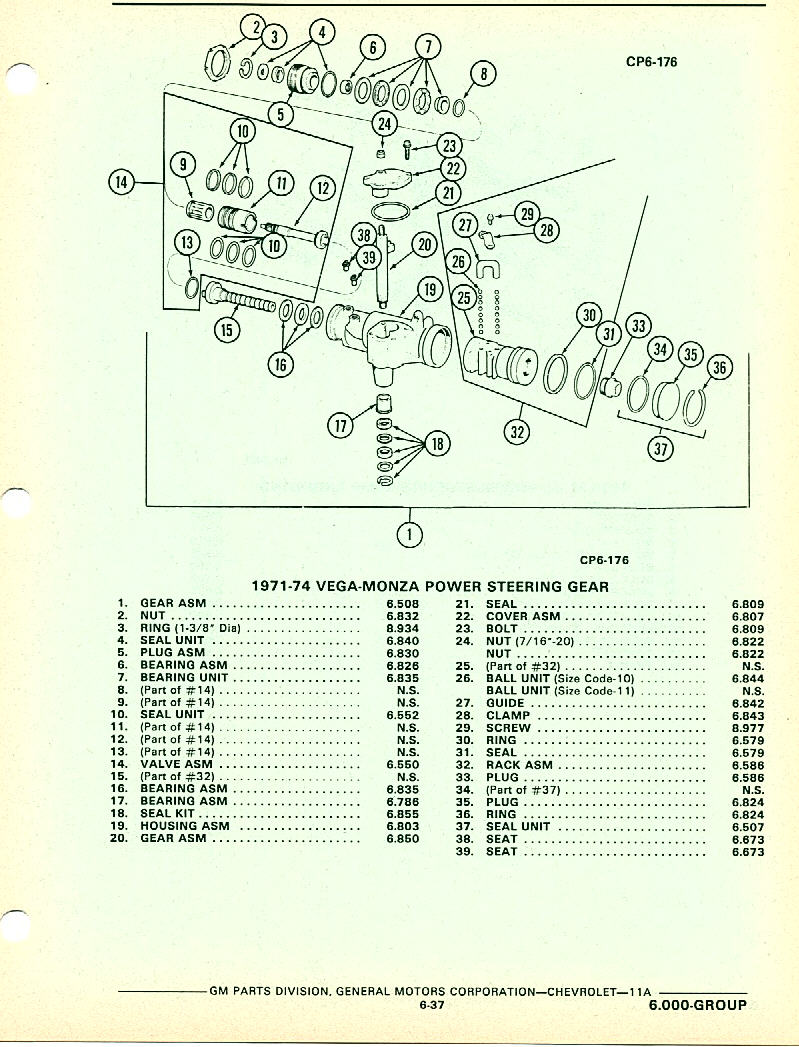 CP6-176
2 3 4 6 7 8
5 24 23 22 21
10 9 11 12 14
13 10 38 39 20 19
15 16 17 18
27 29 28 26 25
30 31 33 34 35 36
32 37
1
CP6-176
1971-74 VEGA-MONZA POWER STEERING GEAR
1. GEAR ASM ..................... 6.508
2. NUT ..................... 6.832
3. RING (1-3/8" Dia) ..................... 8.934
4. SEAL UNIT ..................... 6.840
5. PLUG ASM ..................... 6.830
6. BEARING ASM ..................... 6.826
7. BEARING UNIT ..................... 6.835
8. (Part of #14) ..................... N.S.
9. (Part of #14) ..................... N.S.
10. SEAL UNIT ..................... 6.552
11. (Part of #14) ..................... N.S.
12. (Part of #14) ..................... N.S.
13. (Part of #14) ..................... N.S.
14. VALVE ASM ..................... 6.550
15. (Part of #32) ..................... N.S.
16. BEARING ASM ..................... 6.835
17. BEARING ASM ..................... 6.786
18. SEAL KIT ..................... 6.855
19. HOUSING ASM ..................... 6.803
20. GEAR ASM ..................... 6.850
21. SEAL ..................... 6.809
22. COVER ASM ..................... 6.807
23. BOLT ..................... 6.809
24. NUT (7/16"-20) ..................... 6.822
NUT ..................... 6.822
25. (Part of #32) ..................... N.S.
26. BALL UNIT (Size Code-10) .......... 6.844
BALL UNIT (Size Code-11) .......... N.S.
27. GUIDE ..................... 6.842
28. CLAMP ..................... 6.843
29. SCREW ..................... 8.977
30. RING ..................... 6.579
31. SEAL ..................... 6.579
32. RACK ASM ..................... 6.586
33. PLUG ..................... 6.586
34. (Part of #37) ..................... N.S.
35. PLUG ..................... 6.824
36. RING ..................... 6.824
37. SEAL UNIT ..................... 6.507
38. SEAT ..................... 6.673
39. SEAT ..................... 6.673
GM PARTS DIVISION, GENERAL MOTORS CORPORATION—CHEVROLET—11A
6-37
6.000-GROUP